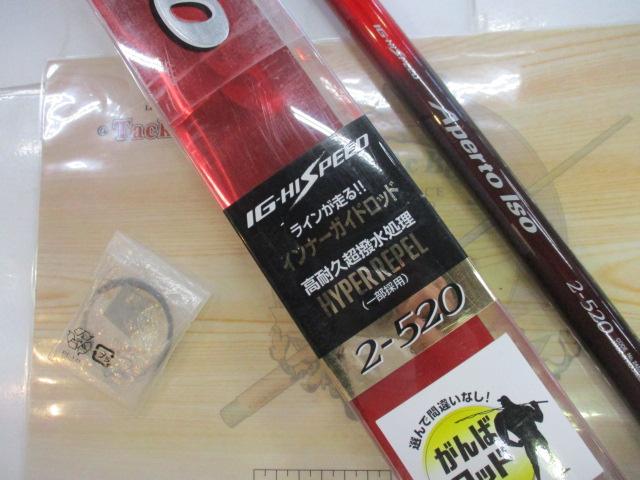 IG-HISPEED
ラインが走る!!
インナーガイドロッド
高耐久超撥水処理
HYPER REPEL
(一部採用)
2-520
選んで間違いなし!
がんば
ロッド
IG-HISPEED
Aperto Iso
2-520
Tack
プラ